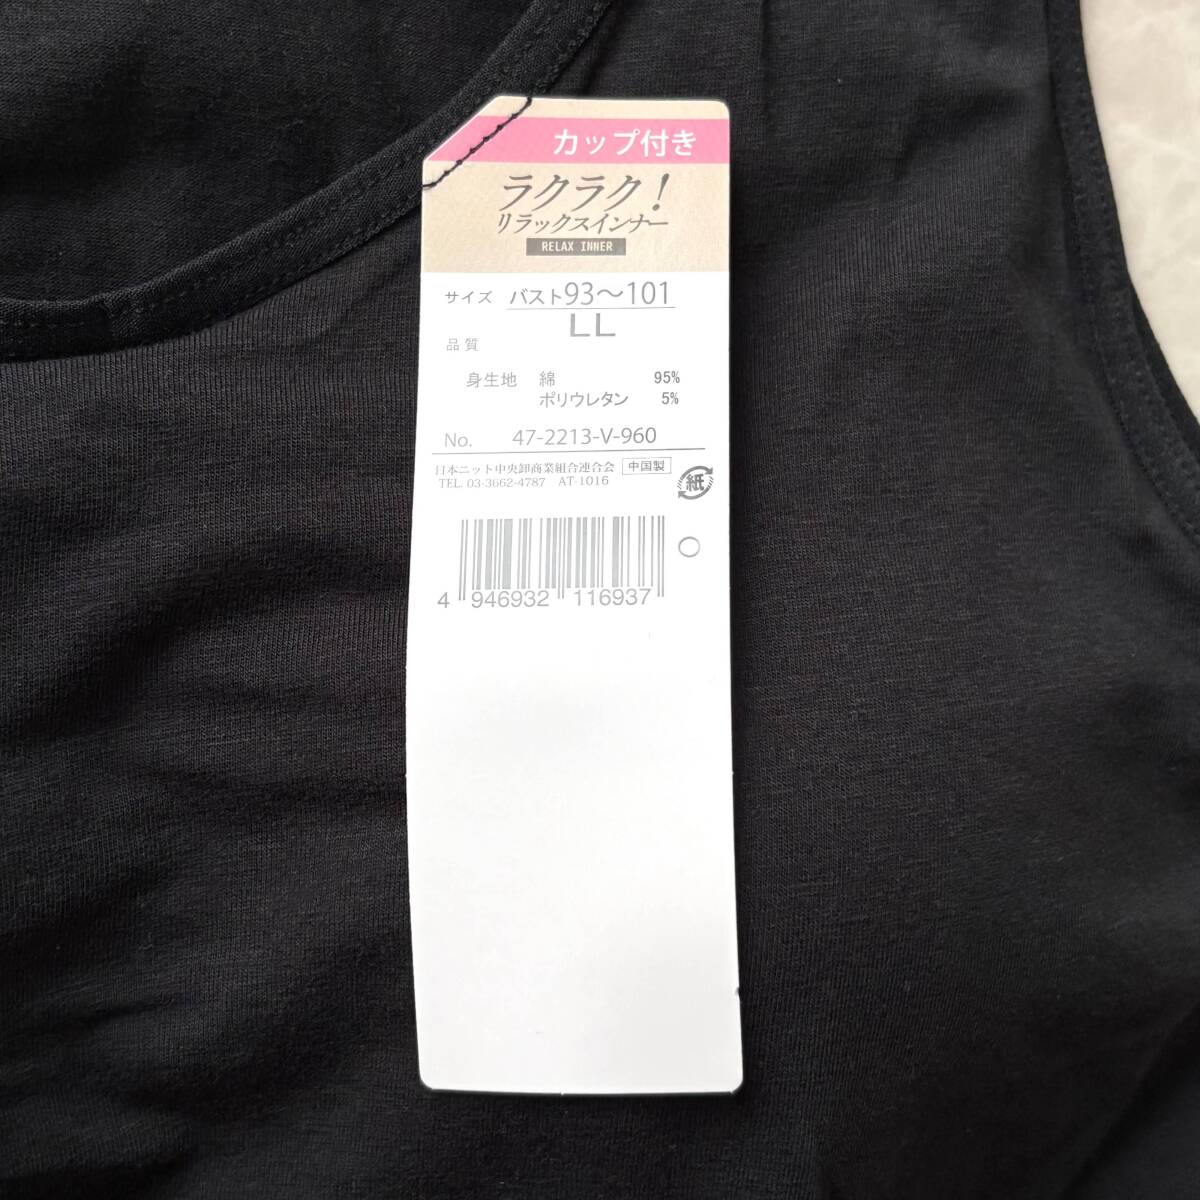 カップ付き
ラクラク!
リラックスインナー
RELAX INNER
サイズ バスト93〜101
LL
品質
身生地 綿 95%
ポリウレタン 5%
No. 47-2213-V-960
日本ニット中央卸商業組合連合会 中国製
TEL. 03-3662-4787 AT-1016
紙
4 946932 116937